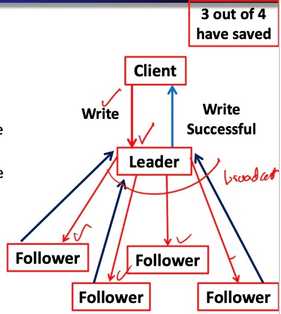 3 out of 4
have saved
Client
Write
Write
Successful
e
Leader
e
broadcast
Follower
Follower
Follower
Follower